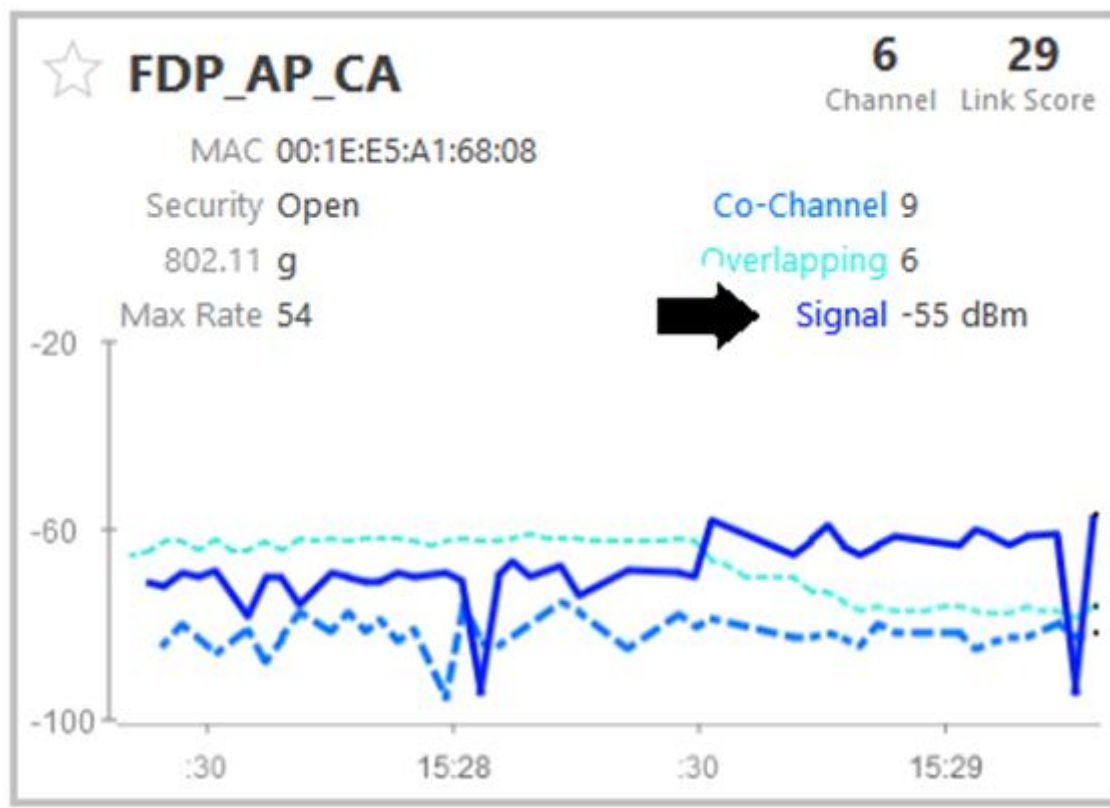 FDP_AP_CA
6 29
Channel Link Score
MAC 00:1E:E5:A1:68:08
Security Open
Co-Channel 9
802.11 g
Overlapping 6
Max Rate 54
Signal -55 dBm
-20
-60
-100
:30 15:28 :30 15:29